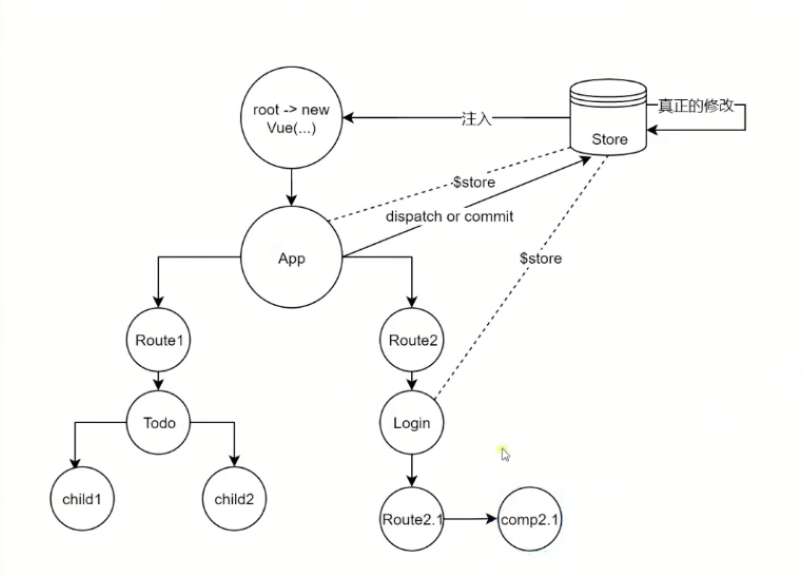 root -> new
Vue(...)
注入
真正的修改
Store
$store
dispatch or commit
App
$store
Route1
Route2
Todo
Login
child1
child2
Route2.1
comp2.1